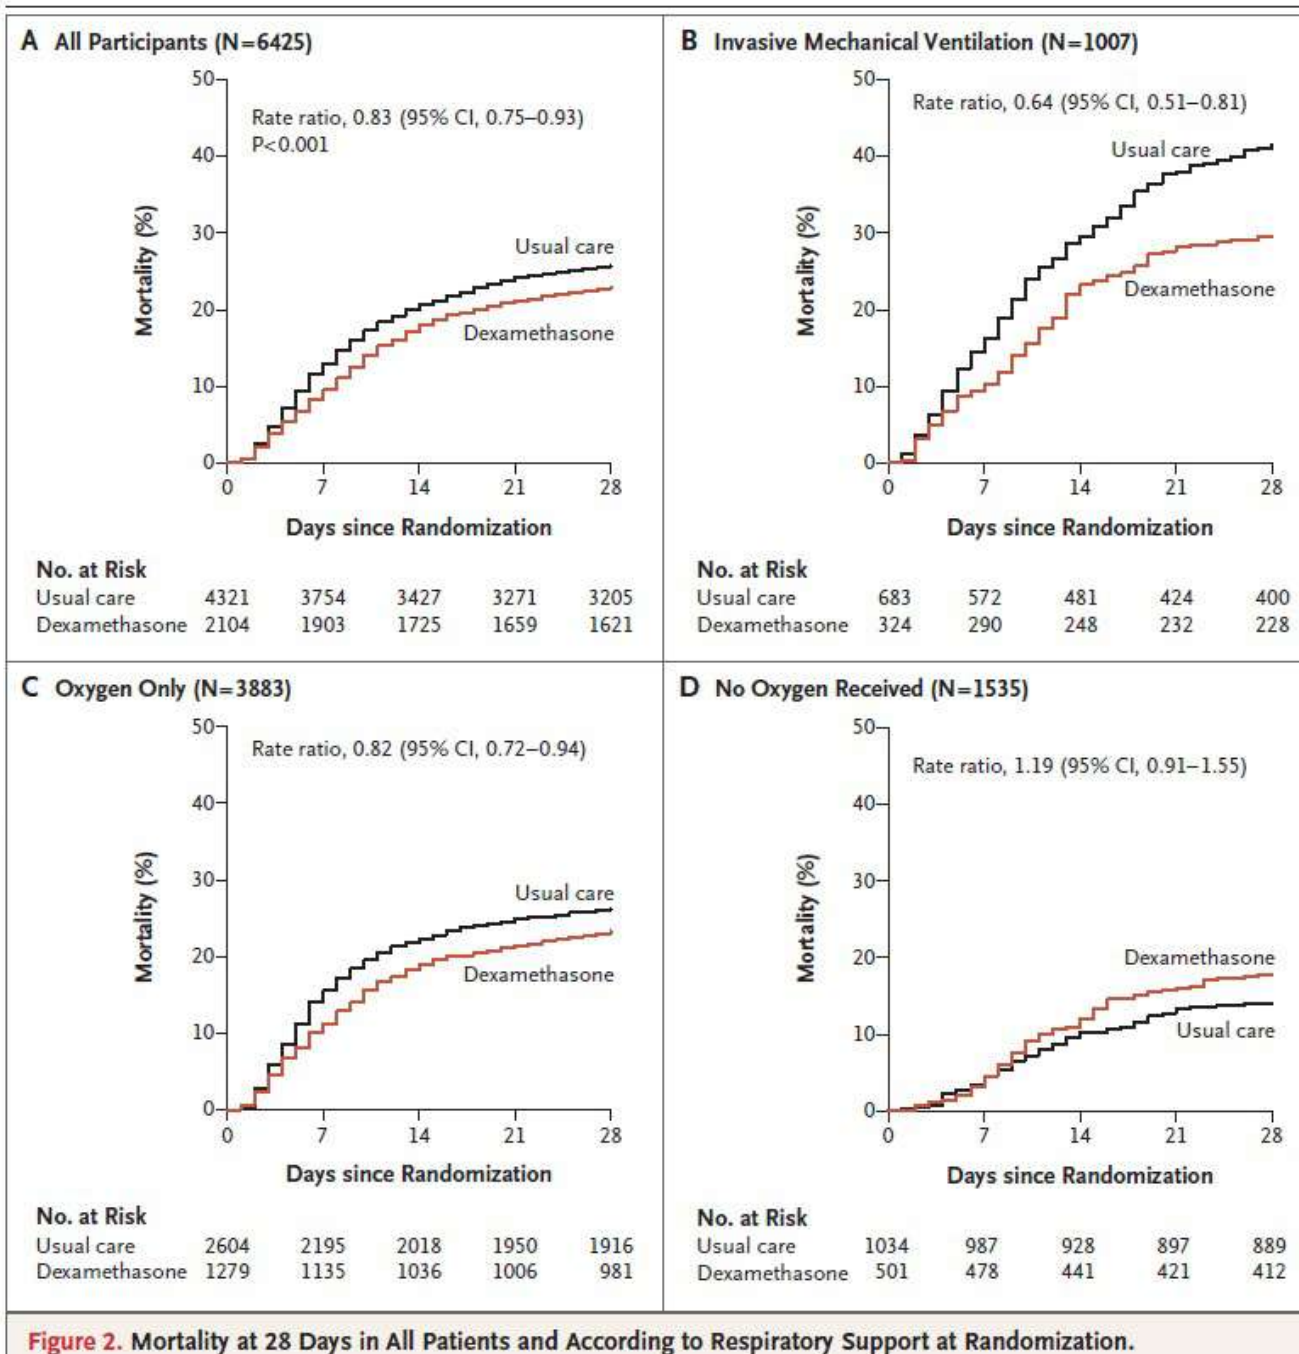 A All Participants (N=6425)
50
40
30
20
10
0
Mortality (%)
Rate ratio, 0.83 (95% CI, 0.75–0.93)
P<0.001
Usual care
Dexamethasone
0 7 14 21 28
Days since Randomization
No. at Risk
Usual care 4321 3754 3427 3271 3205
Dexamethasone 2104 1903 1725 1659 1621
B Invasive Mechanical Ventilation (N=1007)
50
40
30
20
10
0
Mortality (%)
Rate ratio, 0.64 (95% CI, 0.51–0.81)
Usual care
Dexamethasone
0 7 14 21 28
Days since Randomization
No. at Risk
Usual care 683 572 481 424 400
Dexamethasone 324 290 248 232 228
C Oxygen Only (N=3883)
50
40
30
20
10
0
Mortality (%)
Rate ratio, 0.82 (95% CI, 0.72–0.94)
Usual care
Dexamethasone
0 7 14 21 28
Days since Randomization
No. at Risk
Usual care 2604 2195 2018 1950 1916
Dexamethasone 1279 1135 1036 1006 981
D No Oxygen Received (N=1535)
50
40
30
20
10
0
Mortality (%)
Rate ratio, 1.19 (95% CI, 0.91–1.55)
Dexamethasone
Usual care
0 7 14 21 28
Days since Randomization
No. at Risk
Usual care 1034 987 928 897 889
Dexamethasone 501 478 441 421 412
Figure 2. Mortality at 28 Days in All Patients and According to Respiratory Support at Randomization.